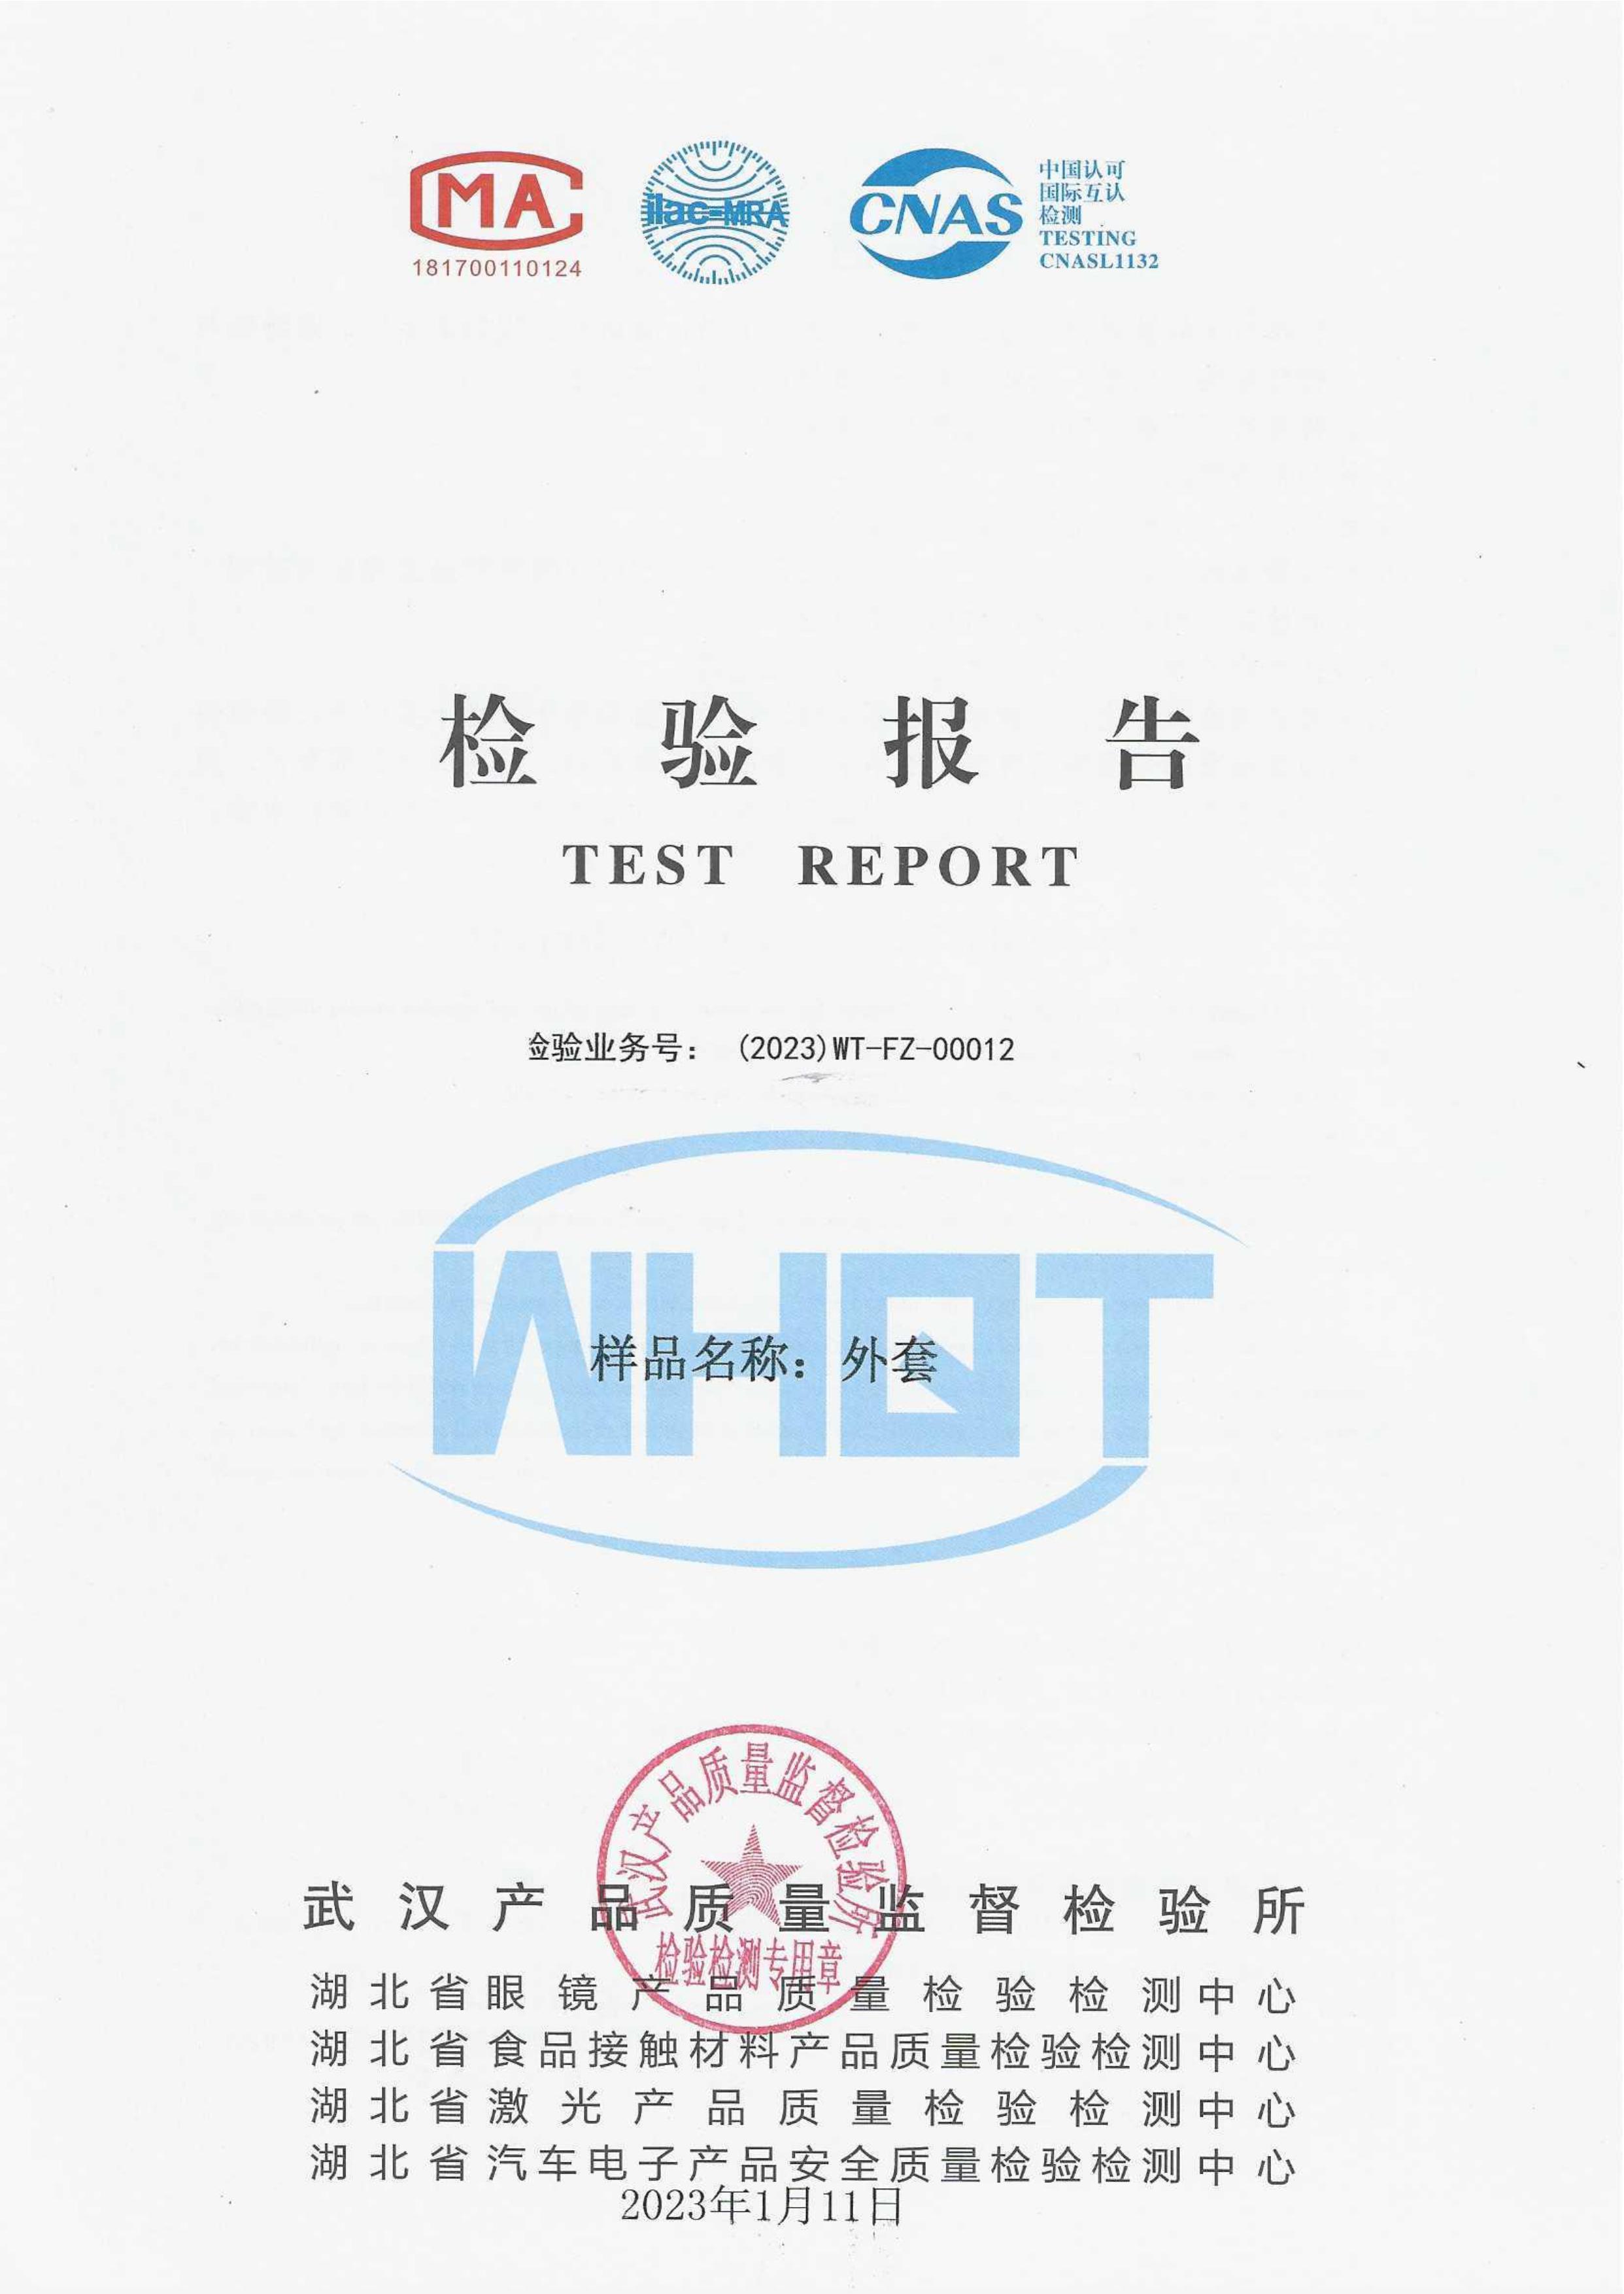 MA
181700110124
ilac-MRA
CNAS
中国认可
国际互认
检测
TESTING
CNASL1132
检验报告
TEST REPORT
检验业务号： (2023)WT-FZ-00012
WHQT
样品名称：外套
武汉产品质量监督检验所
检验检测专用章
武汉产品质量监督检验所
湖北省眼镜产品质量检验检测中心
湖北省食品接触材料产品质量检验检测中心
湖北省激光产品质量检验检测中心
湖北省汽车电子产品安全质量检验检测中心
2023年1月11日